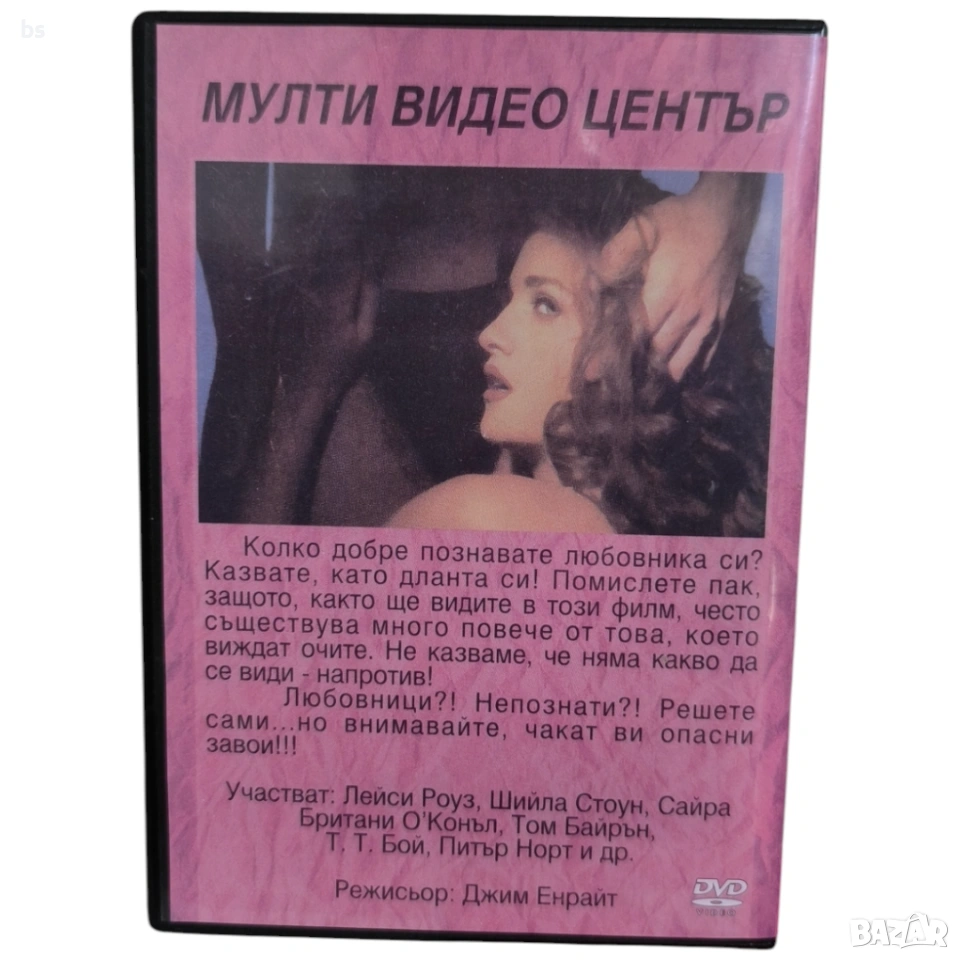 bs
МУЛТИ ВИДЕО ЦЕНТЪР
Колко добре познавате любовника си?
Казвате, като дланта си! Помислете пак,
защото, както ще видите в този филм, често
съществува много повече от това, което
виждат очите. Не казваме, че няма какво да
се види - напротив!
Любовници?! Непознати?! Решете
сами...но внимавайте, чакат ви опасни
завои!!!
Участват: Лейси Роуз, Шийла Стоун, Сайра
Британи О'Конъл, Том Байрън,
Т. Т. Бой, Питър Норт и др.
Режисьор: Джим Енрайт
DVD
VIDEO
BAZAR